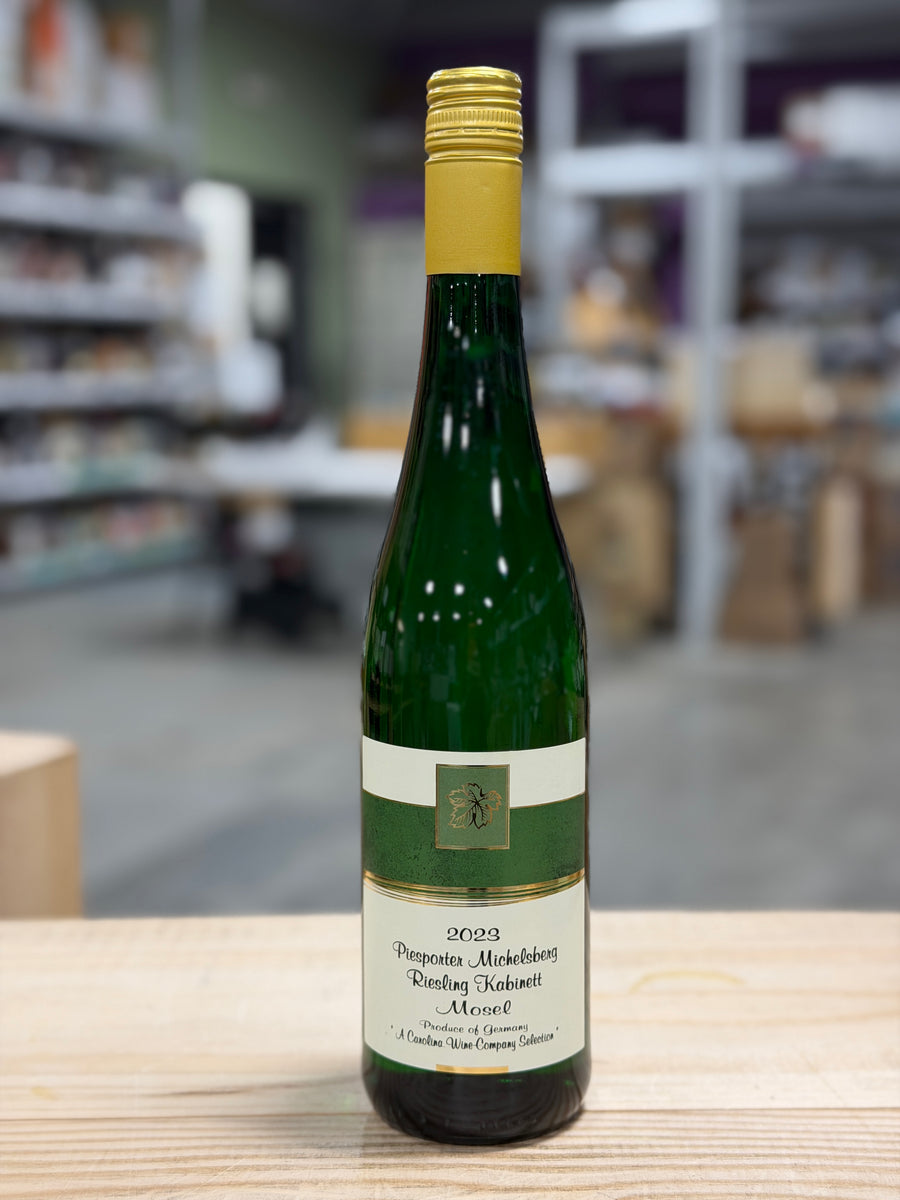 2023
Piesporter Michelsberg
Riesling Kabinett
Mosel
Produce of Germany
"A Carolina Wine Company Selection"